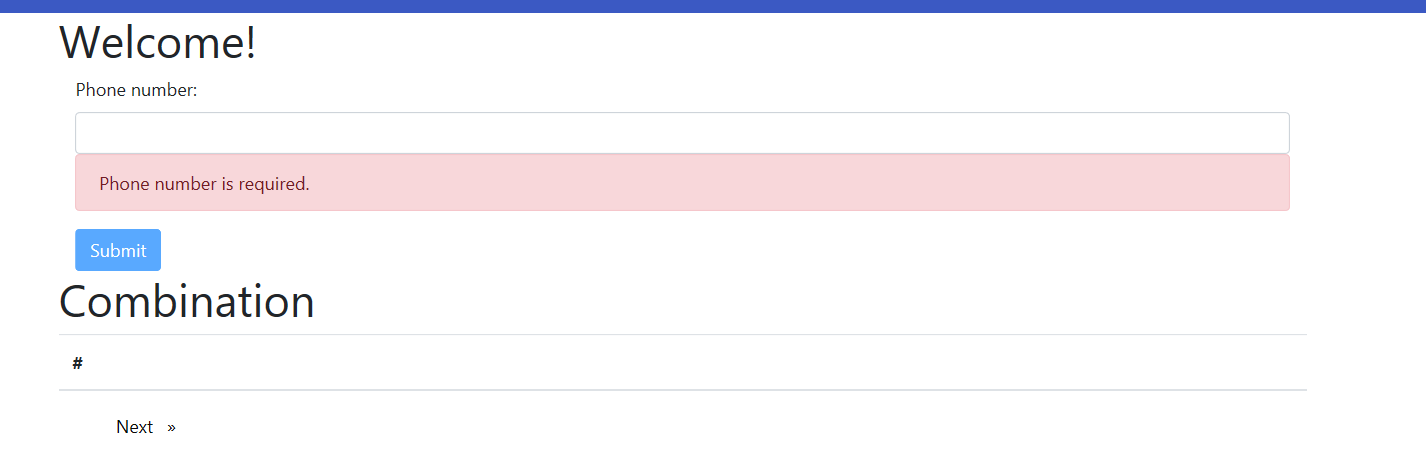 Welcome!
Phone number:
Phone number is required.
Submit
Combination
#
Next »